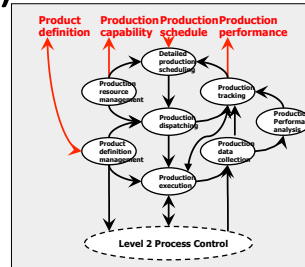 Product
definition
Production
capability
Production
schedule
Production
performance
Detailed
production
scheduling
Production
resource
management
Production
tracking
Production
dispatching
Production
Performa
analysis
Product
definition
management
Production
data
collection
Production
execution
Level 2 Process Control